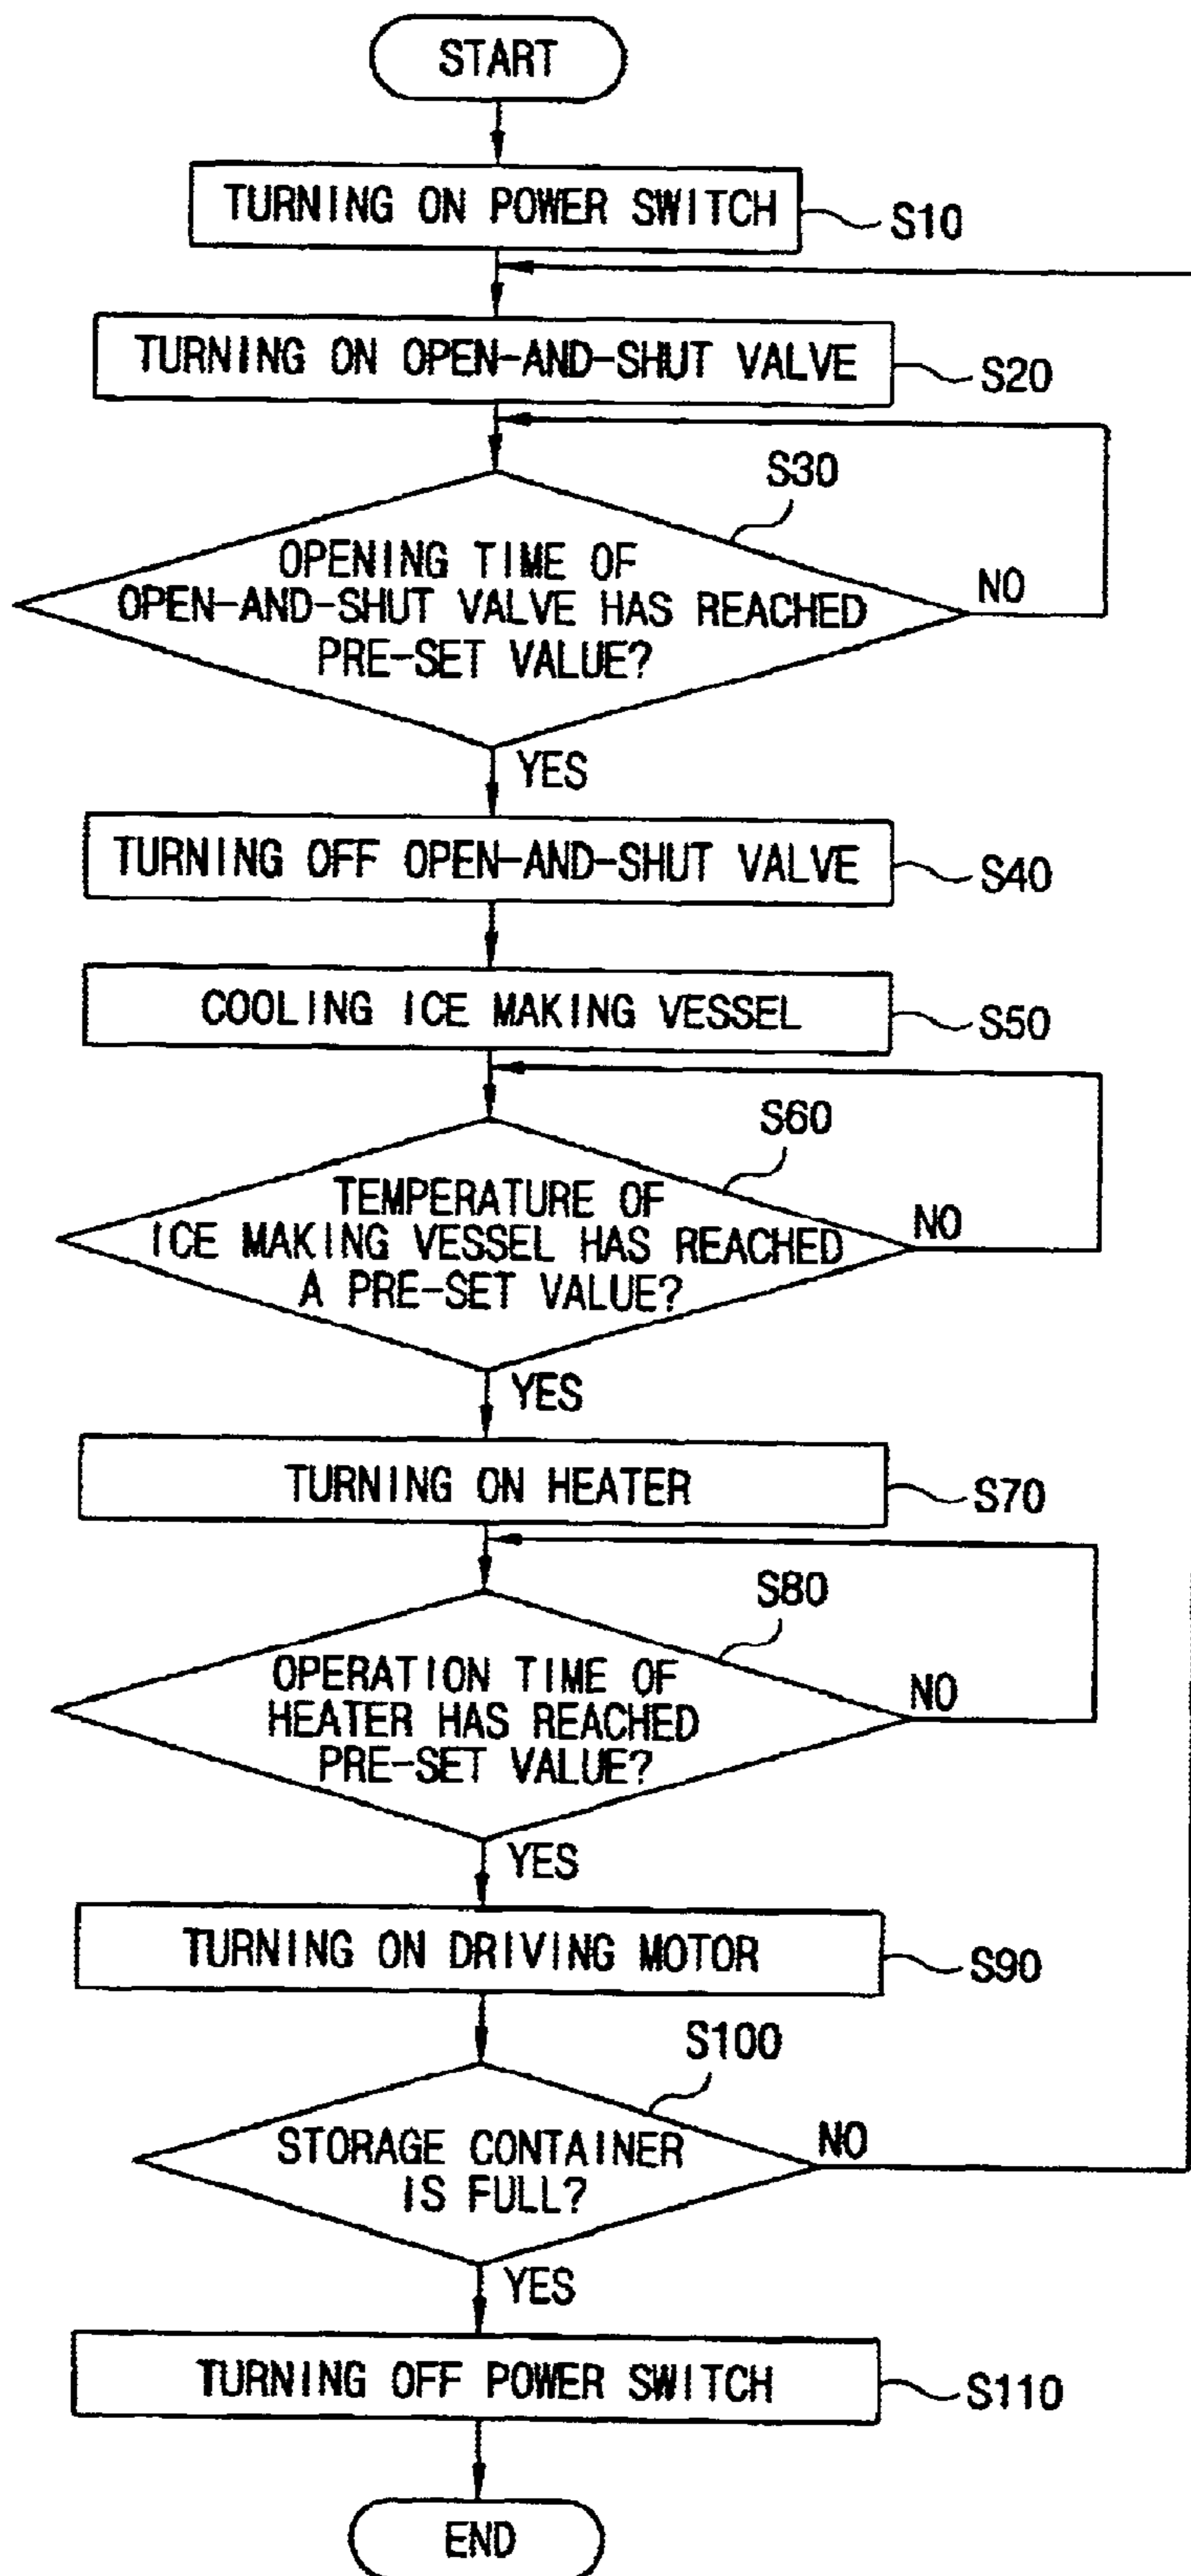 START
TURNING ON POWER SWITCH
S10
TURNING ON OPEN-AND-SHUT VALVE
S20
S30
OPENING TIME OF
OPEN-AND-SHUT VALVE HAS REACHED
PRE-SET VALUE?
NO
YES
TURNING OFF OPEN-AND-SHUT VALVE
S40
COOLING ICE MAKING VESSEL
S50
S60
TEMPERATURE OF
ICE MAKING VESSEL HAS REACHED
A PRE-SET VALUE?
NO
YES
TURNING ON HEATER
S70
S80
OPERATION TIME OF
HEATER HAS REACHED
PRE-SET VALUE?
NO
YES
TURNING ON DRIVING MOTOR
S90
S100
STORAGE CONTAINER
IS FULL?
NO
YES
TURNING OFF POWER SWITCH
S110
END